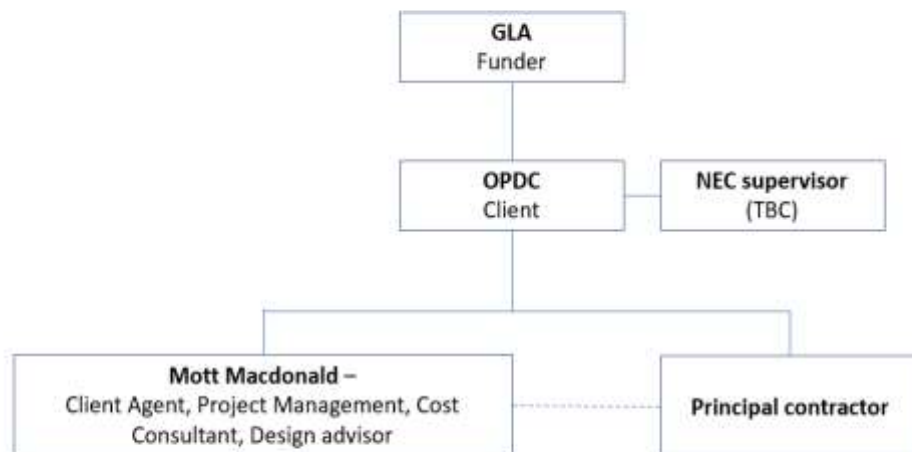 GLA
Funder
OPDC
Client
NEC supervisor
(TBC)
Mott Macdonald –
Client Agent, Project Management, Cost
Consultant, Design advisor
Principal contractor